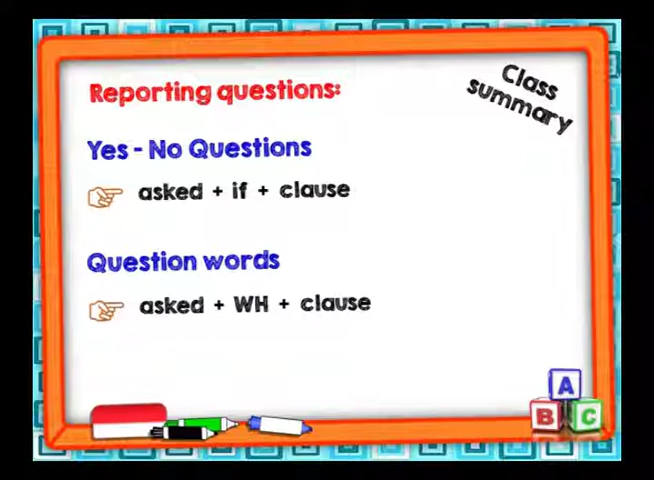 Class
summary
Reporting questions:
Yes - No Questions
asked + if + clause
Question words
asked + WH + clause
A
B C